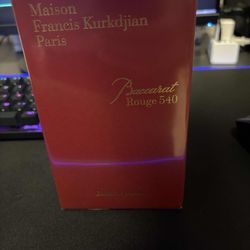 Maison
Francis Kurkdjian
Paris
Baccarat
Rouge 540